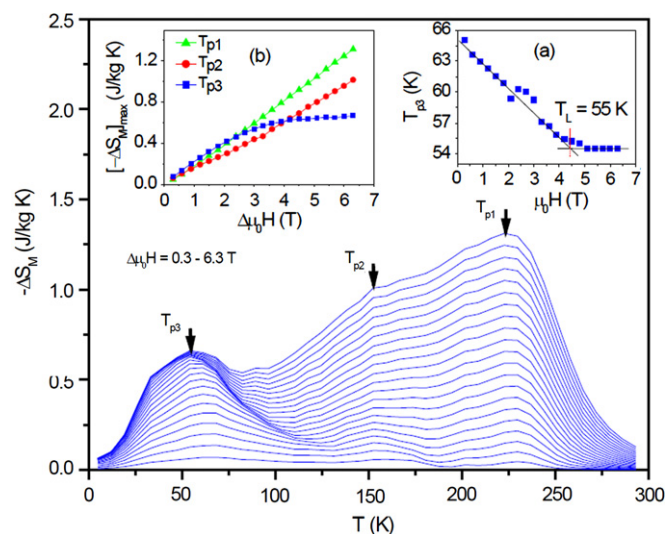 -ΔS_M (J/kg K)
2.5
2.0
1.5
1.0
0.5
0.0
0
50
100
150
200
250
300
T (K)
Δμ₀H = 0.3 - 6.3 T
T_p3
T_p2
T_p1
(b)
T_p1
T_p2
T_p3
[-ΔS_M]_max (J/kg K)
1.2
0.8
0.4
0.0
0 1 2 3 4 5 6 7
Δμ₀H (T)
(a)
T_p3 (K)
66
63
60
57
54
T_L = 55 K
0 1 2 3 4 5 6 7
μ₀H (T)